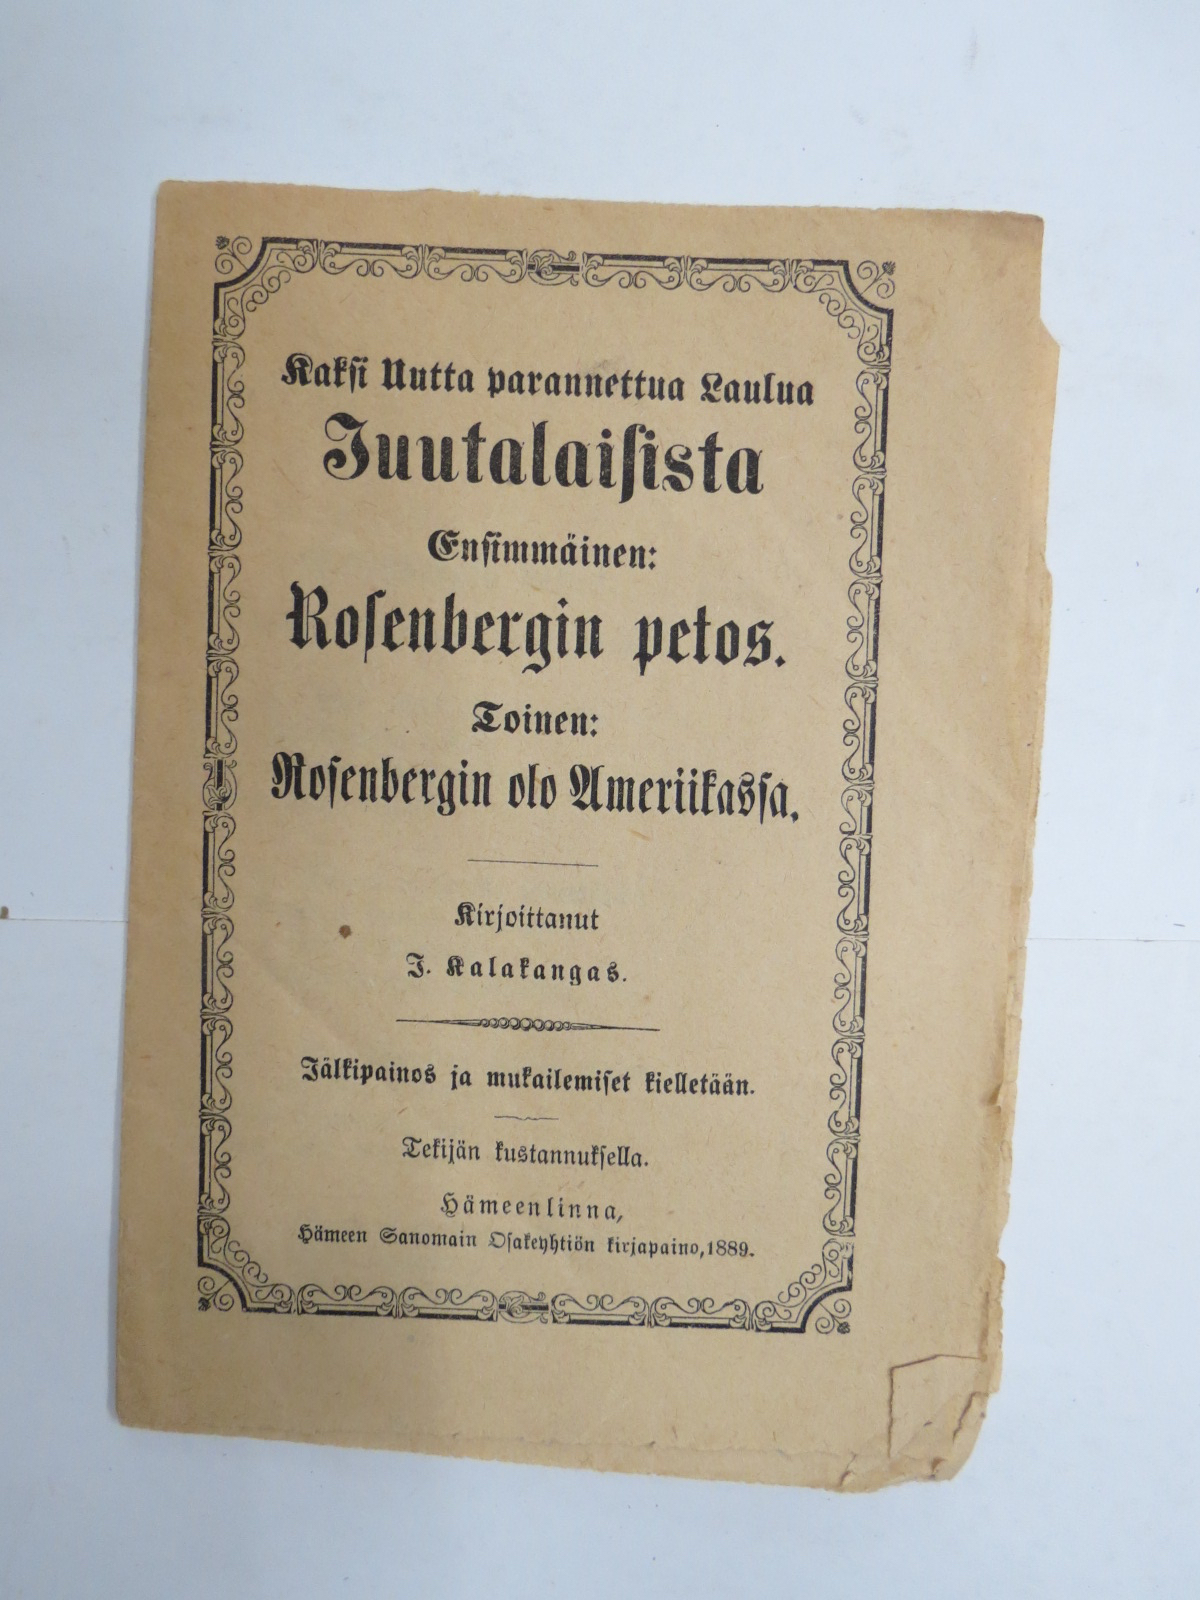 Kaksi Uutta parannettua Laulua
Juutalaisista
Ensimmäinen:
Rosenbergin petos.
Toinen:
Rosenbergin olo Ameriikassa.
Kirjoittanut
J. Kalakangas.
Jälkipainos ja mukailemiset kielletään.
Tekijän kustannuksella.
Hämeenlinna,
Hämeen Sanomain Osakeyhtiön kirjapaino, 1889.